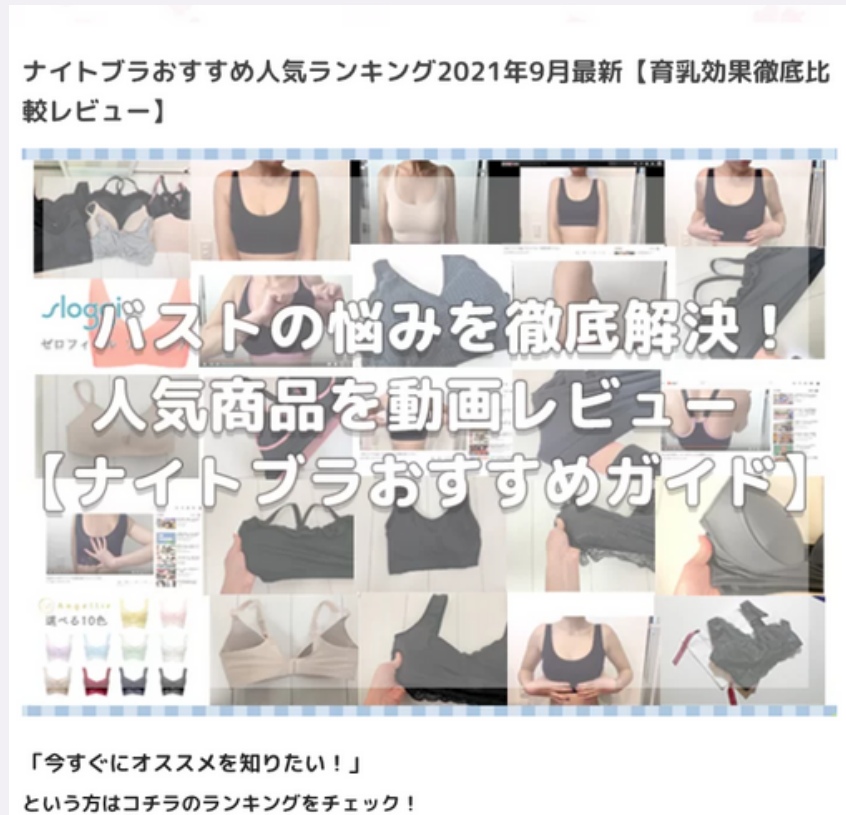 ナイトブラおすすめ人気ランキング2021年9月最新【育乳効果徹底比
較レビュー】
sloggi
ゼロフィ
バストの悩みを徹底解決！
人気商品を動画レビュー
【ナイトブラおすすめガイド】
Angellir
選べる10色
「今すぐにオススメを知りたい！」
という方はコチラのランキングをチェック！